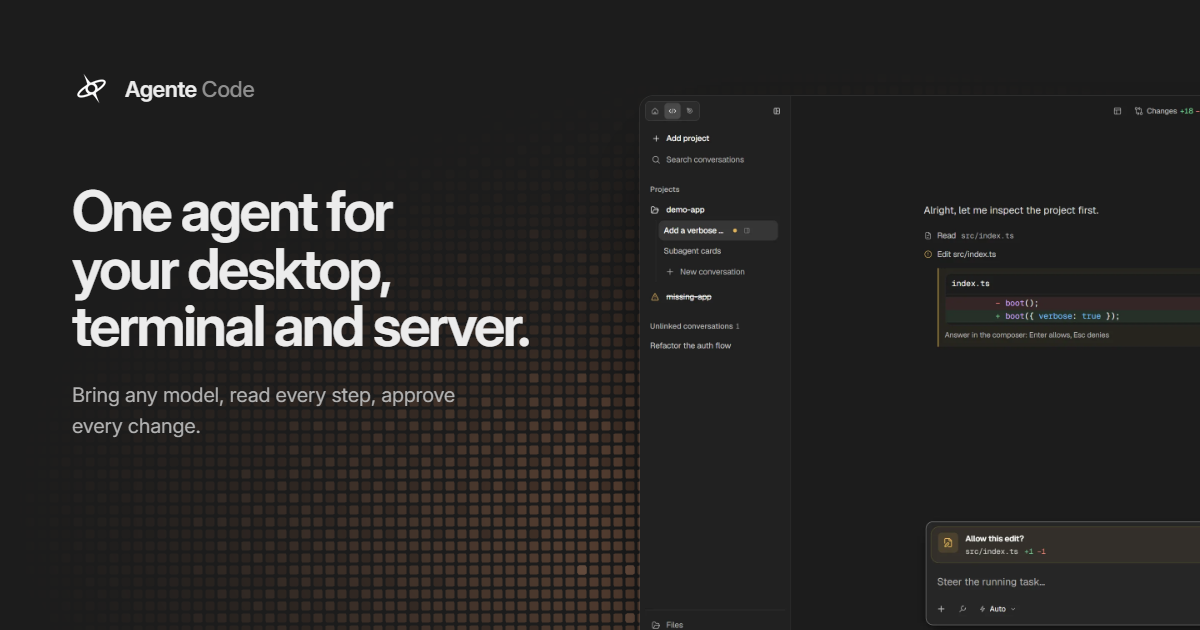 Agente Code
One agent for
your desktop,
terminal and server.
Bring any model, read every step, approve
every change.
Add project
Search conversations
Projects
demo-app
Add a verbose ...
Subagent cards
New conversation
missing-app
Unlinked conversations 1
Refactor the auth flow
Files
Changes +18
Alright, let me inspect the project first.
Read src/index.ts
Edit src/index.ts
index.ts
- boot();
+ boot({ verbose: true });
Answer in the composer: Enter allows, Esc denies
Allow this edit?
src/index.ts +1 −1
Steer the running task...
Auto